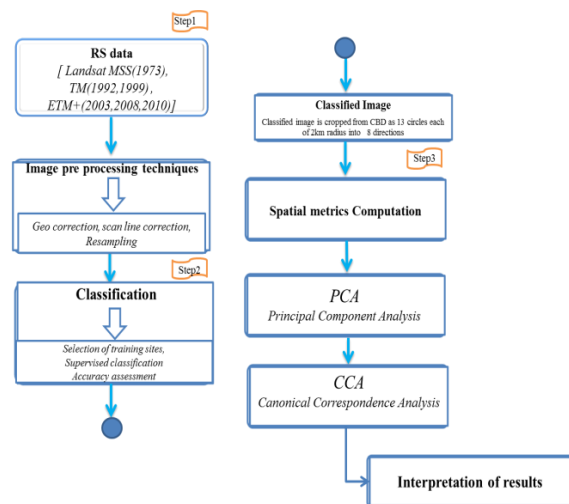 Step1
RS data
[ Landsat MSS(1973),
TM(1992,1999) ,
ETM+(2003,2008,2010)]
Image pre processing techniques
Geo correction, scan line correction,
Resampling
Step2
Classification
Selection of training sites,
Supervised classification
Accuracy assessment
Classified Image
Classified image is cropped from CBD as 13 circles each
of 2km radius into 8 directions
Step3
Spatial metrics Computation
PCA
Principal Component Analysis
CCA
Canonical Correspondence Analysis
Interpretation of results